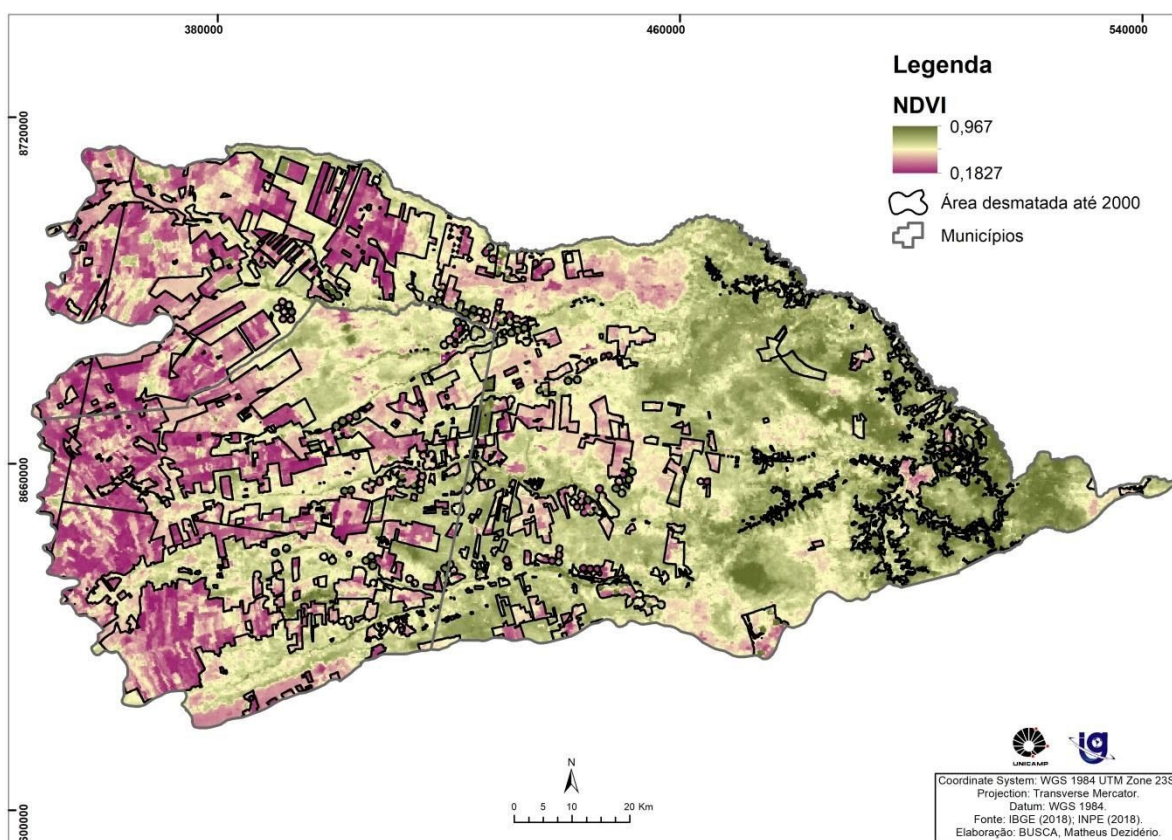 380000
460000
540000
Legenda
NDVI
0,967
0,1827
Área desmatada até 2000
Municípios
8720000
8660000
600000
N
0 5 10 20 Km
UNICAMP
ig
Coordinate System: WGS 1984 UTM Zone 23S
Projection: Transverse Mercator.
Datum: WGS 1984.
Fonte: IBGE (2018); INPE (2018).
Elaboração: BUSCA, Matheus Dezidério.